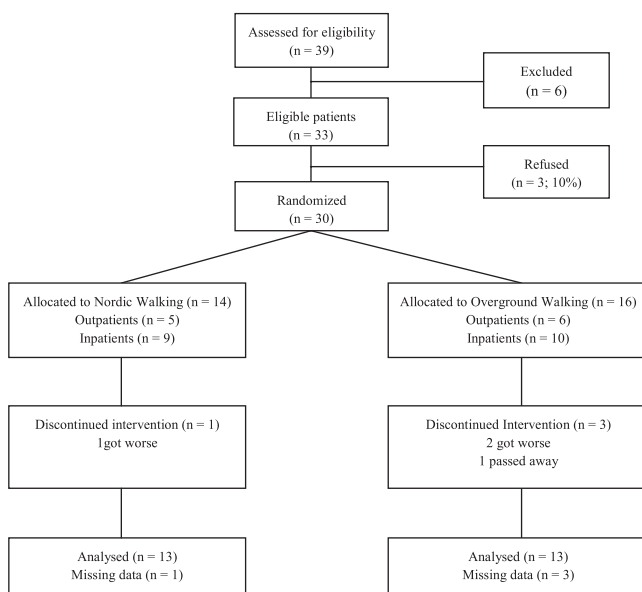 Assessed for eligibility
(n = 39)
Excluded
(n = 6)
Eligible patients
(n = 33)
Refused
(n = 3; 10%)
Randomized
(n = 30)
Allocated to Nordic Walking (n = 14)
Outpatients (n = 5)
Inpatients (n = 9)
Allocated to Overground Walking (n = 16)
Outpatients (n = 6)
Inpatients (n = 10)
Discontinued intervention (n = 1)
1got worse
Discontinued Intervention (n = 3)
2 got worse
1 passed away
Analysed (n = 13)
Missing data (n = 1)
Analysed (n = 13)
Missing data (n = 3)